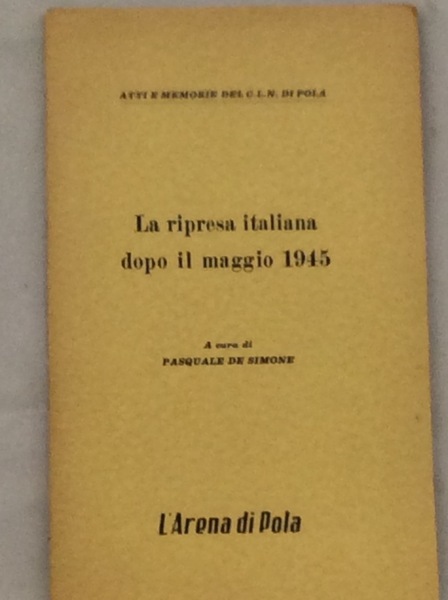 ATTI E MEMORIE DEL C.L.N. DI POLA
La ripresa italiana
dopo il maggio 1945
A cura di
PASQUALE DE SIMONE
L'Arena di Pola